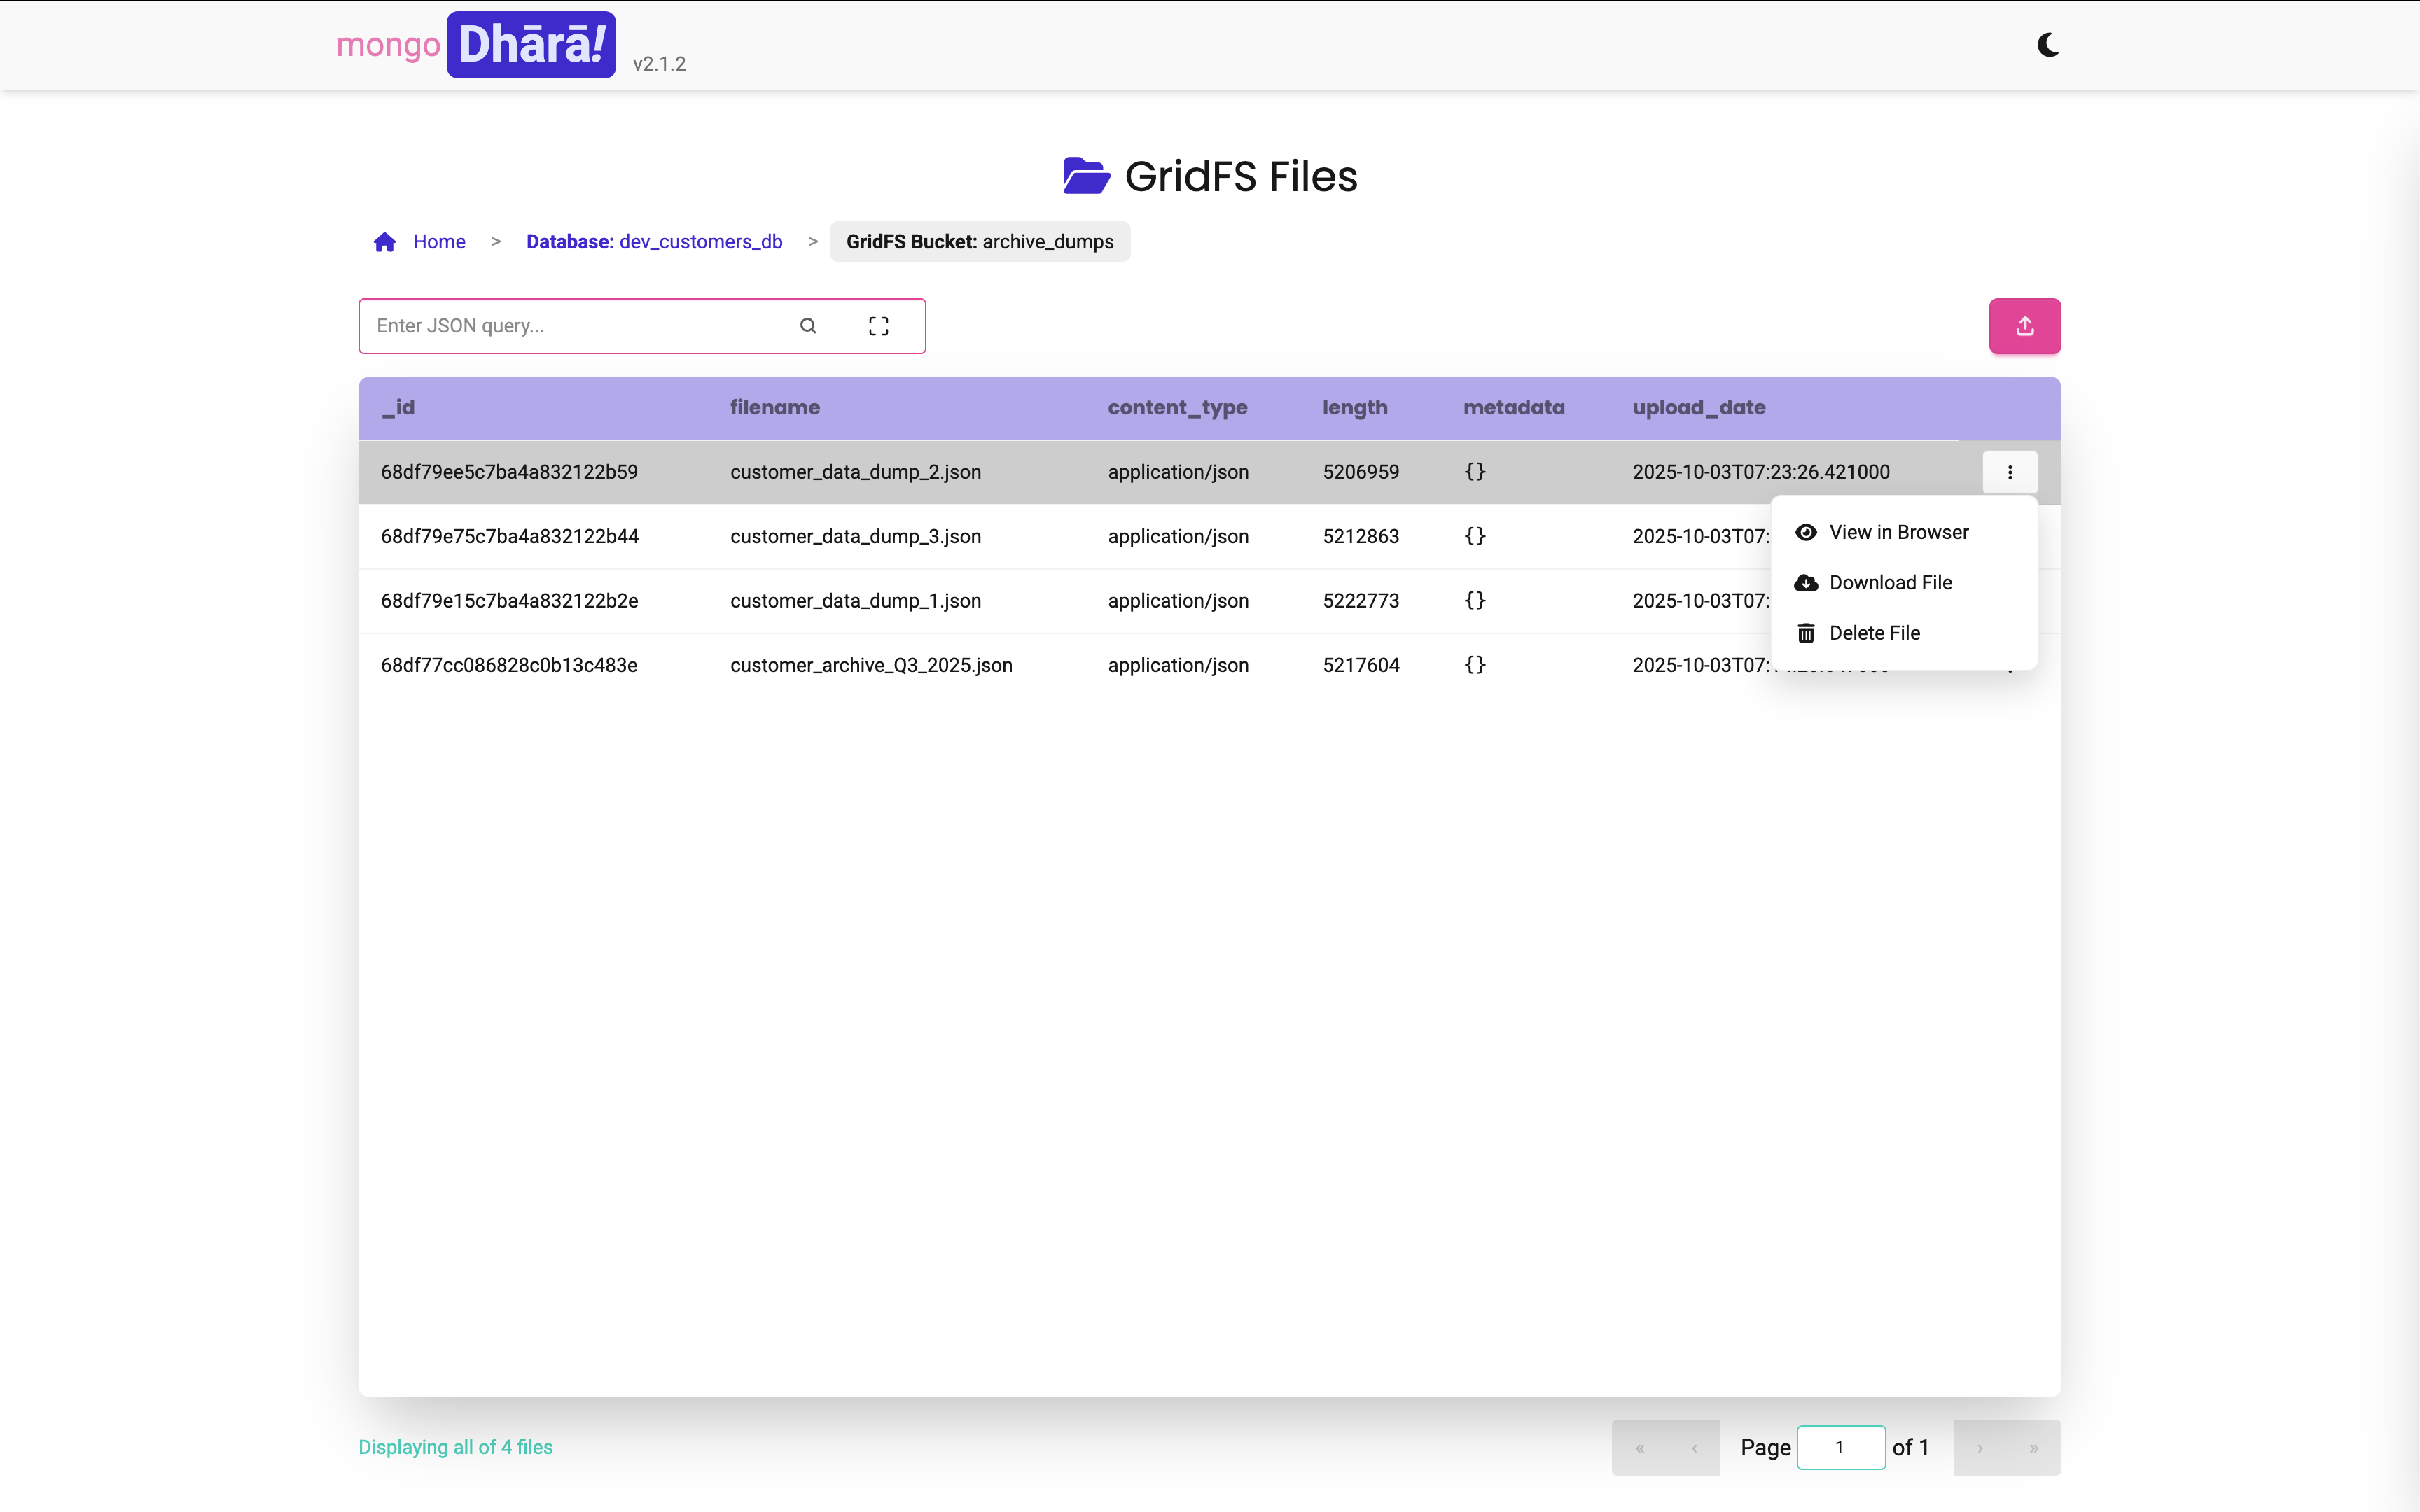 mongo Dhārā! v2.1.2
GridFS Files
Home > Database: dev_customers_db > GridFS Bucket: archive_dumps
Enter JSON query...
_id filename content_type length metadata upload_date
68df79ee5c7ba4a832122b59 customer_data_dump_2.json application/json 5206959 {} 2025-10-03T07:23:26.421000
68df79e75c7ba4a832122b44 customer_data_dump_3.json application/json 5212863 {} 2025-10-03T07:
68df79e15c7ba4a832122b2e customer_data_dump_1.json application/json 5222773 {} 2025-10-03T07:
68df77cc086828c0b13c483e customer_archive_Q3_2025.json application/json 5217604 {} 2025-10-03T07:
View in Browser
Download File
Delete File
Displaying all of 4 files
« ‹ Page 1 of 1 › »